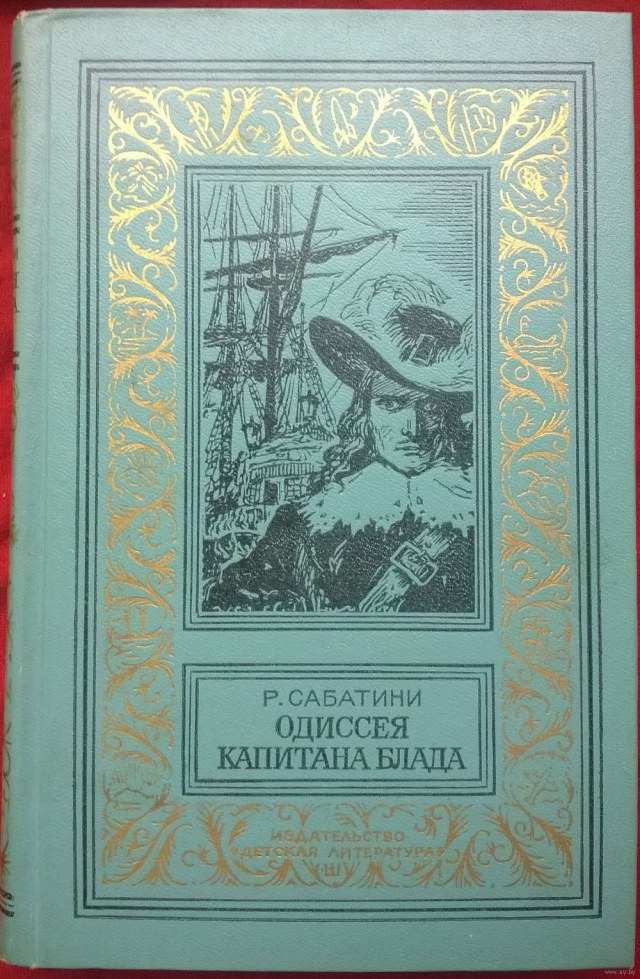 Р. САБАТИНИ
ОДИССЕЯ
КАПИТАНА БЛАДА
ИЗДАТЕЛЬСТВО
"ДЕТСКАЯ ЛИТЕРАТУРА"